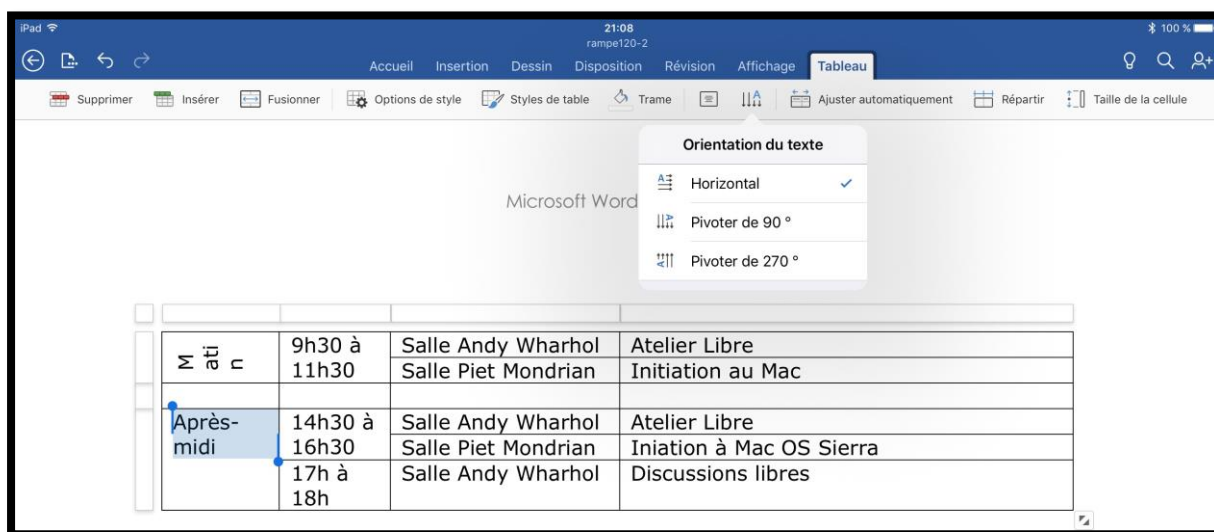 iPad 21:08 100 %
rampe120-2
Accueil Insertion Dessin Disposition Révision Affichage Tableau
Supprimer Insérer Fusionner Options de style Styles de table Trame Ajuster automatiquement Répartir Taille de la cellule
Orientation du texte
Horizontal
Pivoter de 90 °
Pivoter de 270 °
Microsoft Word
M
ati
n
9h30 à
11h30
Salle Andy Wharhol Atelier Libre
Salle Piet Mondrian Initiation au Mac
Après-
midi
14h30 à
16h30
Salle Andy Wharhol Atelier Libre
Salle Piet Mondrian Iniation à Mac OS Sierra
17h à
18h
Salle Andy Wharhol Discussions libres